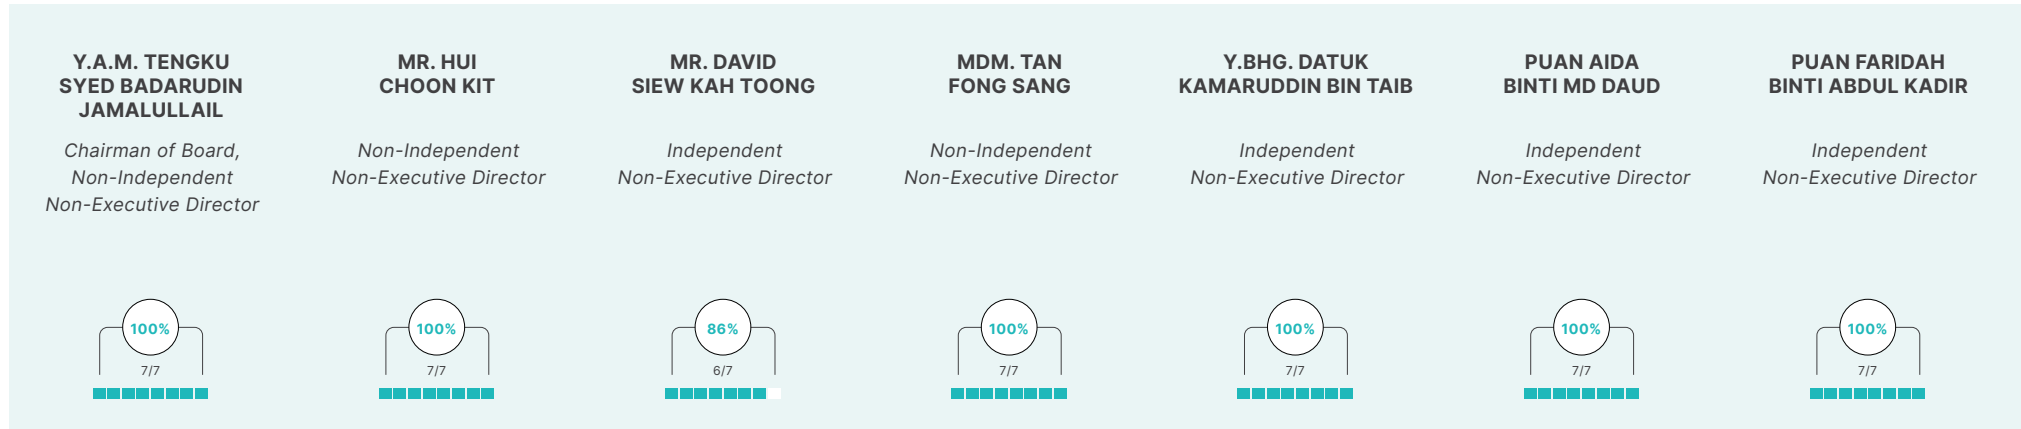 Y.A.M. TENGKU
SYED BADARUDIN
JAMALULLAIL
Chairman of Board,
Non-Independent
Non-Executive Director
100%
7/7
MR. HUI
CHOON KIT
Non-Independent
Non-Executive Director
100%
7/7
MR. DAVID
SIEW KAH TOONG
Independent
Non-Executive Director
86%
6/7
MDM. TAN
FONG SANG
Non-Independent
Non-Executive Director
100%
7/7
Y.BHG. DATUK
KAMARUDDIN BIN TAIB
Independent
Non-Executive Director
100%
7/7
PUAN AIDA
BINTI MD DAUD
Independent
Non-Executive Director
100%
7/7
PUAN FARIDAH
BINTI ABDUL KADIR
Independent
Non-Executive Director
100%
7/7